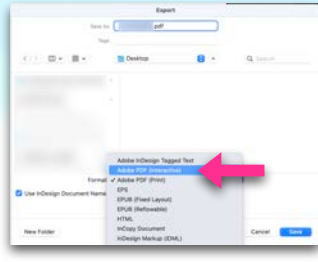 Export
Save As:
.pdf
Tags:
Desktop
Search
Adobe InDesign Tagged Text
Adobe PDF (Interactive)
Format
✓ Adobe PDF (Print)
EPS
Use InDesign Document Name
EPUB (Fixed Layout)
EPUB (Reflowable)
HTML
InCopy Document
New Folder
InDesign Markup (IDML)
Cancel
Save